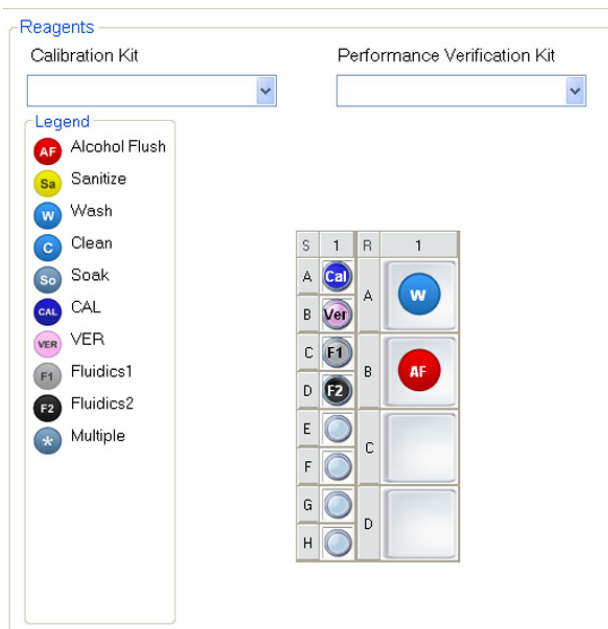 Reagents
Calibration Kit Performance Verification Kit
Legend
AF Alcohol Flush
Sa Sanitize
W Wash
C Clean
So Soak
CAL CAL
VER VER
F1 Fluidics1
F2 Fluidics2
* Multiple
S 1 R 1
A Cal A W
B Ver
C F1 B AF
D F2
E C
F
G D
H